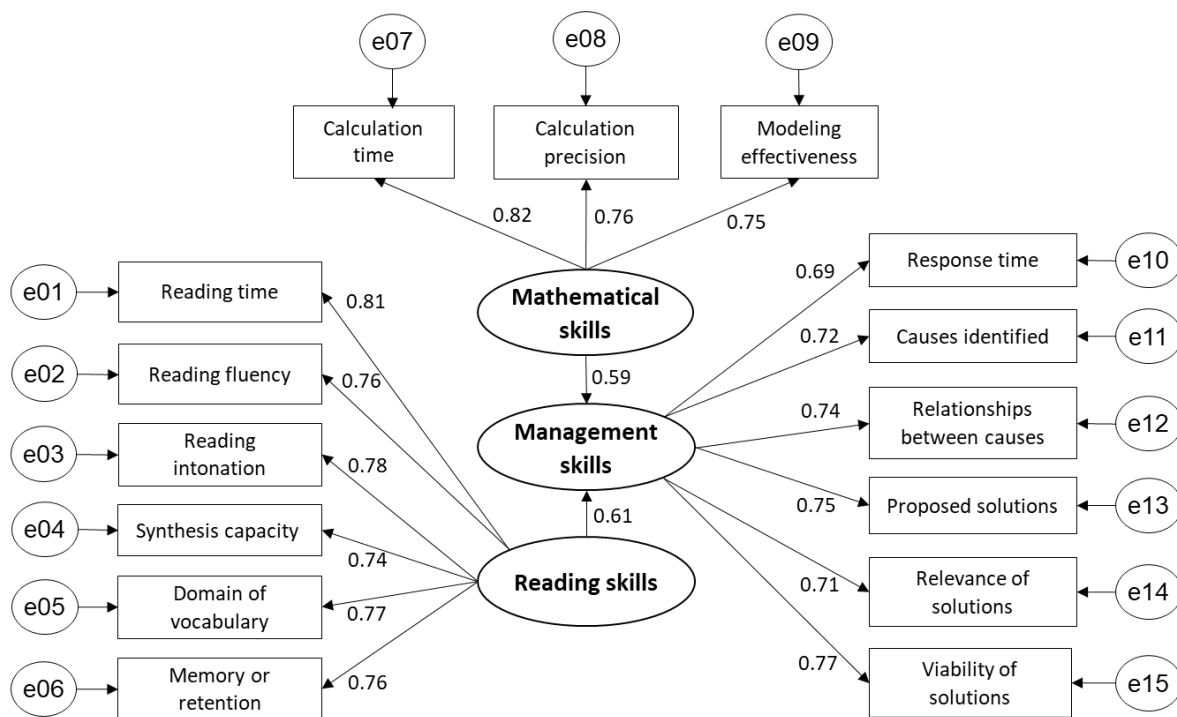 e07
e08
e09
Calculation
time
Calculation
precision
Modeling
effectiveness
0.82
0.76
0.75
e01
Reading time
0.81
e02
Reading fluency
0.76
e03
Reading
intonation
0.78
e04
Synthesis capacity
0.74
e05
Domain of
vocabulary
0.77
e06
Memory or
retention
0.76
Mathematical
skills
0.59
Management
skills
0.61
Reading skills
0.69
Response time
e10
0.72
Causes identified
e11
0.74
Relationships
between causes
e12
0.75
Proposed solutions
e13
0.71
Relevance of
solutions
e14
0.77
Viability of
solutions
e15